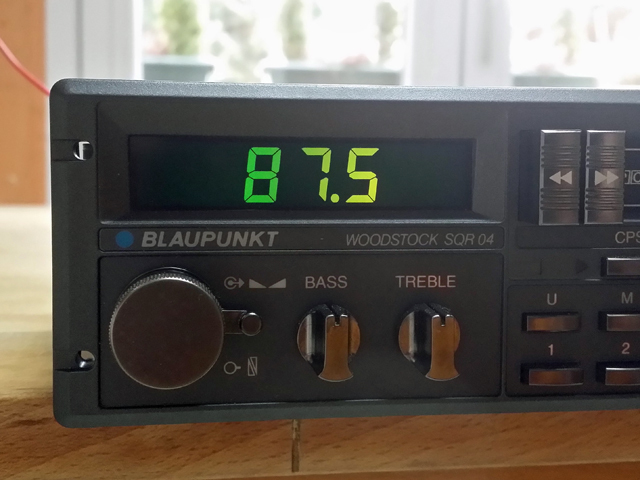 87.5
BLAUPUNKT WOODSTOCK SQR 04
CPS
BASS TREBLE
U M
1 2